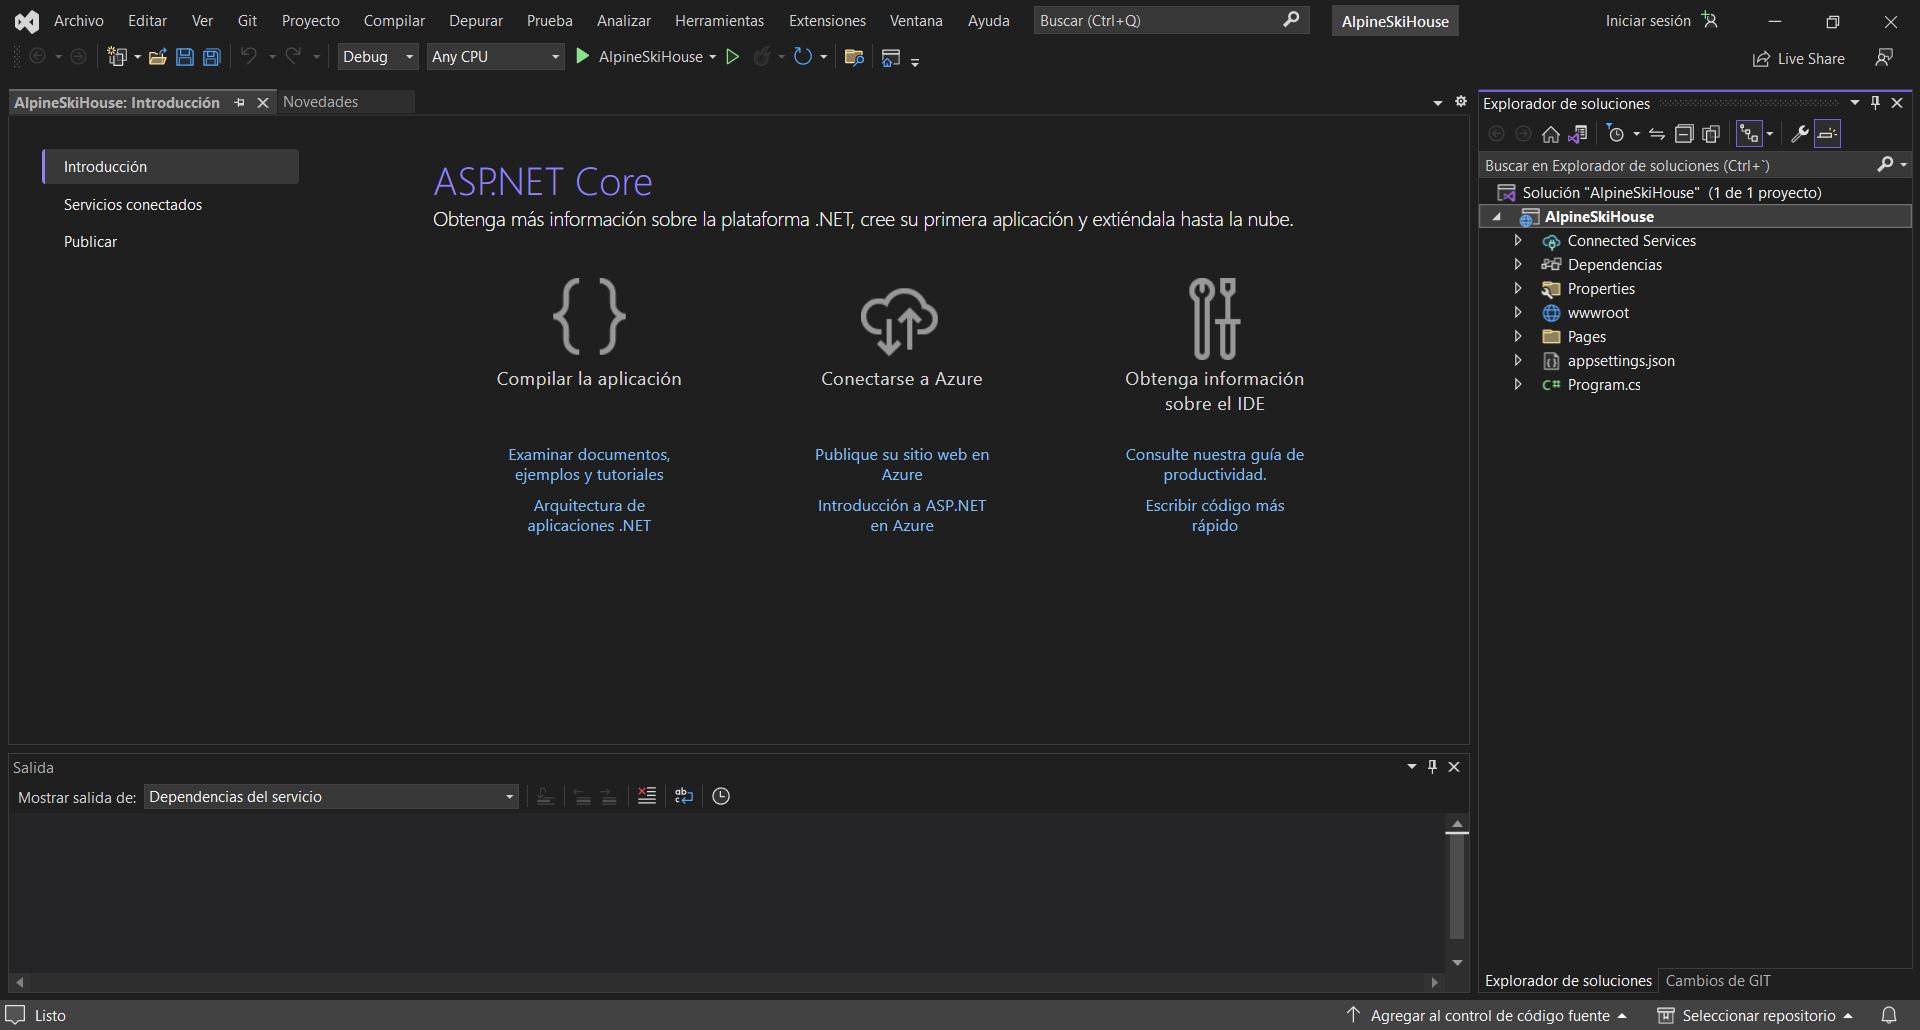 Archivo Editar Ver Git Proyecto Compilar Depurar Prueba Analizar Herramientas Extensiones Ventana Ayuda Buscar (Ctrl+Q) AlpineSkiHouse Iniciar sesión
Debug Any CPU AlpineSkiHouse Live Share
AlpineSkiHouse: Introducción Novedades
Introducción
Servicios conectados
Publicar
ASP.NET Core
Obtenga más información sobre la plataforma .NET, cree su primera aplicación y extiéndala hasta la nube.
Compilar la aplicación
Examinar documentos,
ejemplos y tutoriales
Arquitectura de
aplicaciones .NET
Conectarse a Azure
Publique su sitio web en
Azure
Introducción a ASP.NET
en Azure
Obtenga información
sobre el IDE
Consulte nuestra guía de
productividad.
Escribir código más
rápido
Salida
Mostrar salida de: Dependencias del servicio
Explorador de soluciones
Buscar en Explorador de soluciones (Ctrl+`)
Solución "AlpineSkiHouse" (1 de 1 proyecto)
AlpineSkiHouse
Connected Services
Dependencias
Properties
wwwroot
Pages
appsettings.json
C# Program.cs
Explorador de soluciones Cambios de GIT
Listo Agregar al control de código fuente Seleccionar repositorio